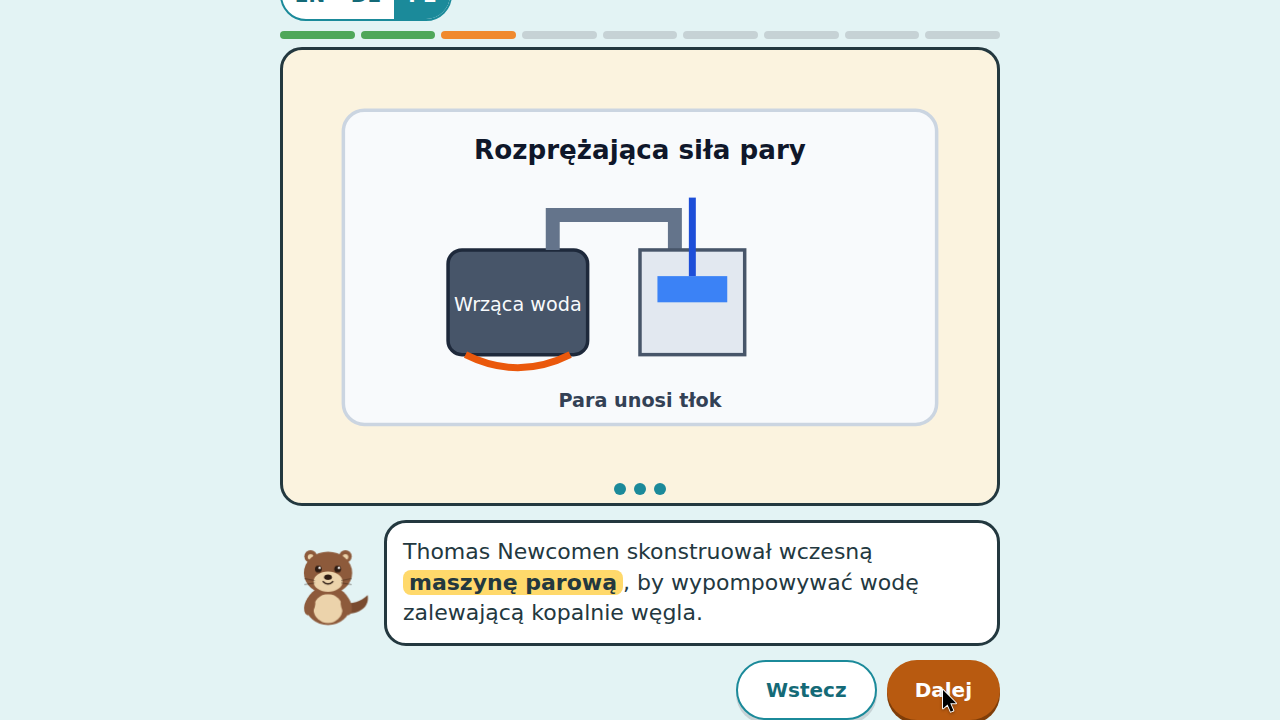 Rozprężająca siła pary
Wrząca woda
Para unosi tłok
Thomas Newcomen skonstruował wczesną
maszynę parową, by wypompowywać wodę
zalewającą kopalnie węgla.
Wstecz
Dalej